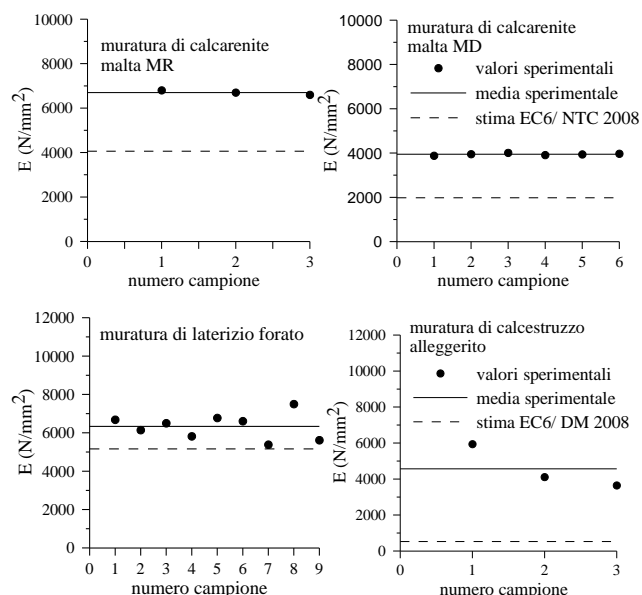 muratura di calcarenite
malta MR
E (N/mm²)
10000
8000
6000
4000
2000
0
0 1 2 3
numero campione
muratura di calcarenite
malta MD
valori sperimentali
media sperimentale
stima EC6/ NTC 2008
E (N/mm²)
10000
8000
6000
4000
2000
0
0 1 2 3 4 5 6
numero campione
muratura di laterizio forato
E (N/mm²)
12000
10000
8000
6000
4000
2000
0
0 1 2 3 4 5 6 7 8 9
numero campione
muratura di calcestruzzo
alleggerito
valori sperimentali
media sperimentale
stima EC6/ DM 2008
E (N/mm²)
12000
10000
8000
6000
4000
2000
0
0 1 2 3
numero campione